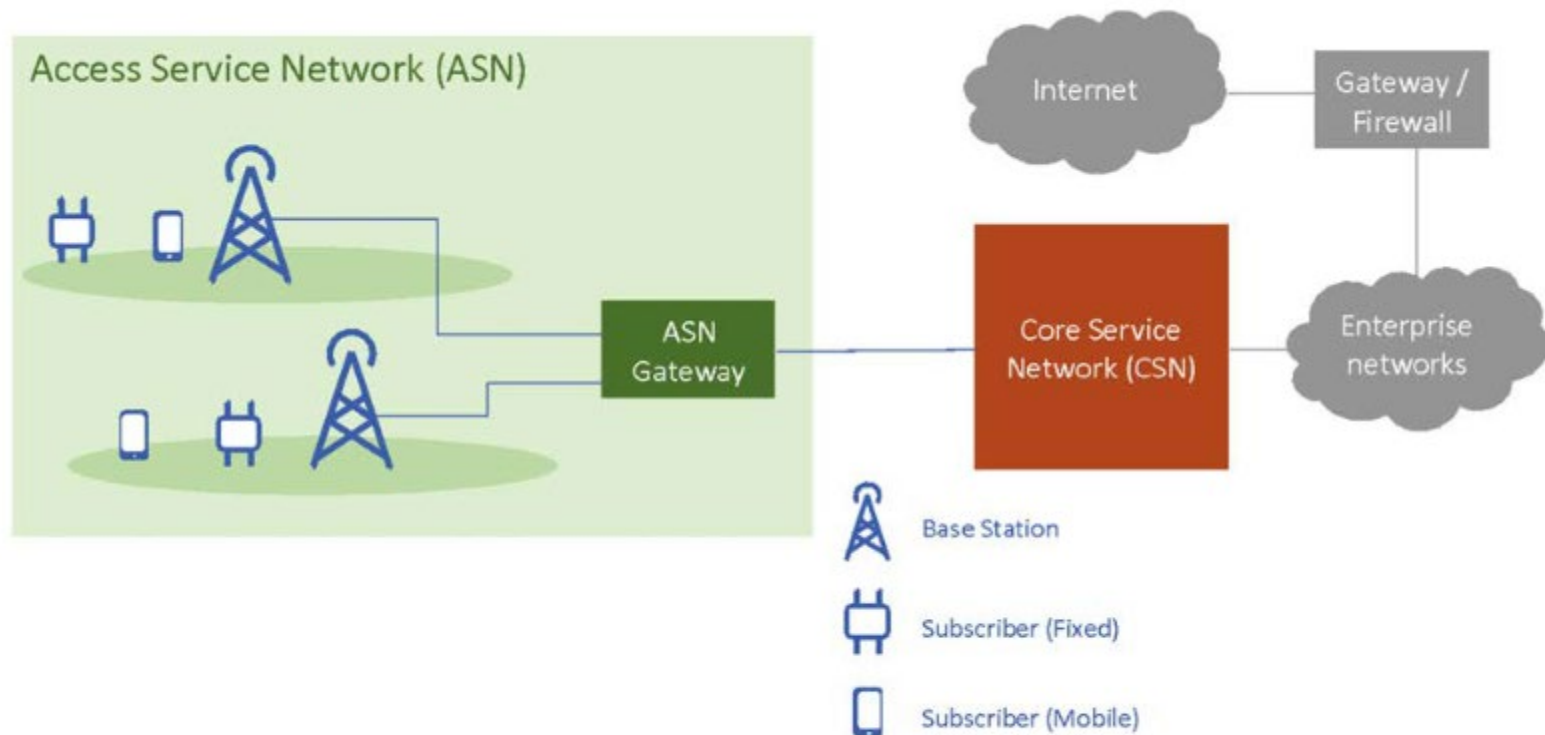 Access Service Network (ASN)
Internet
Gateway /
Firewall
ASN
Gateway
Core Service
Network (CSN)
Enterprise
networks
Base Station
Subscriber (Fixed)
Subscriber (Mobile)